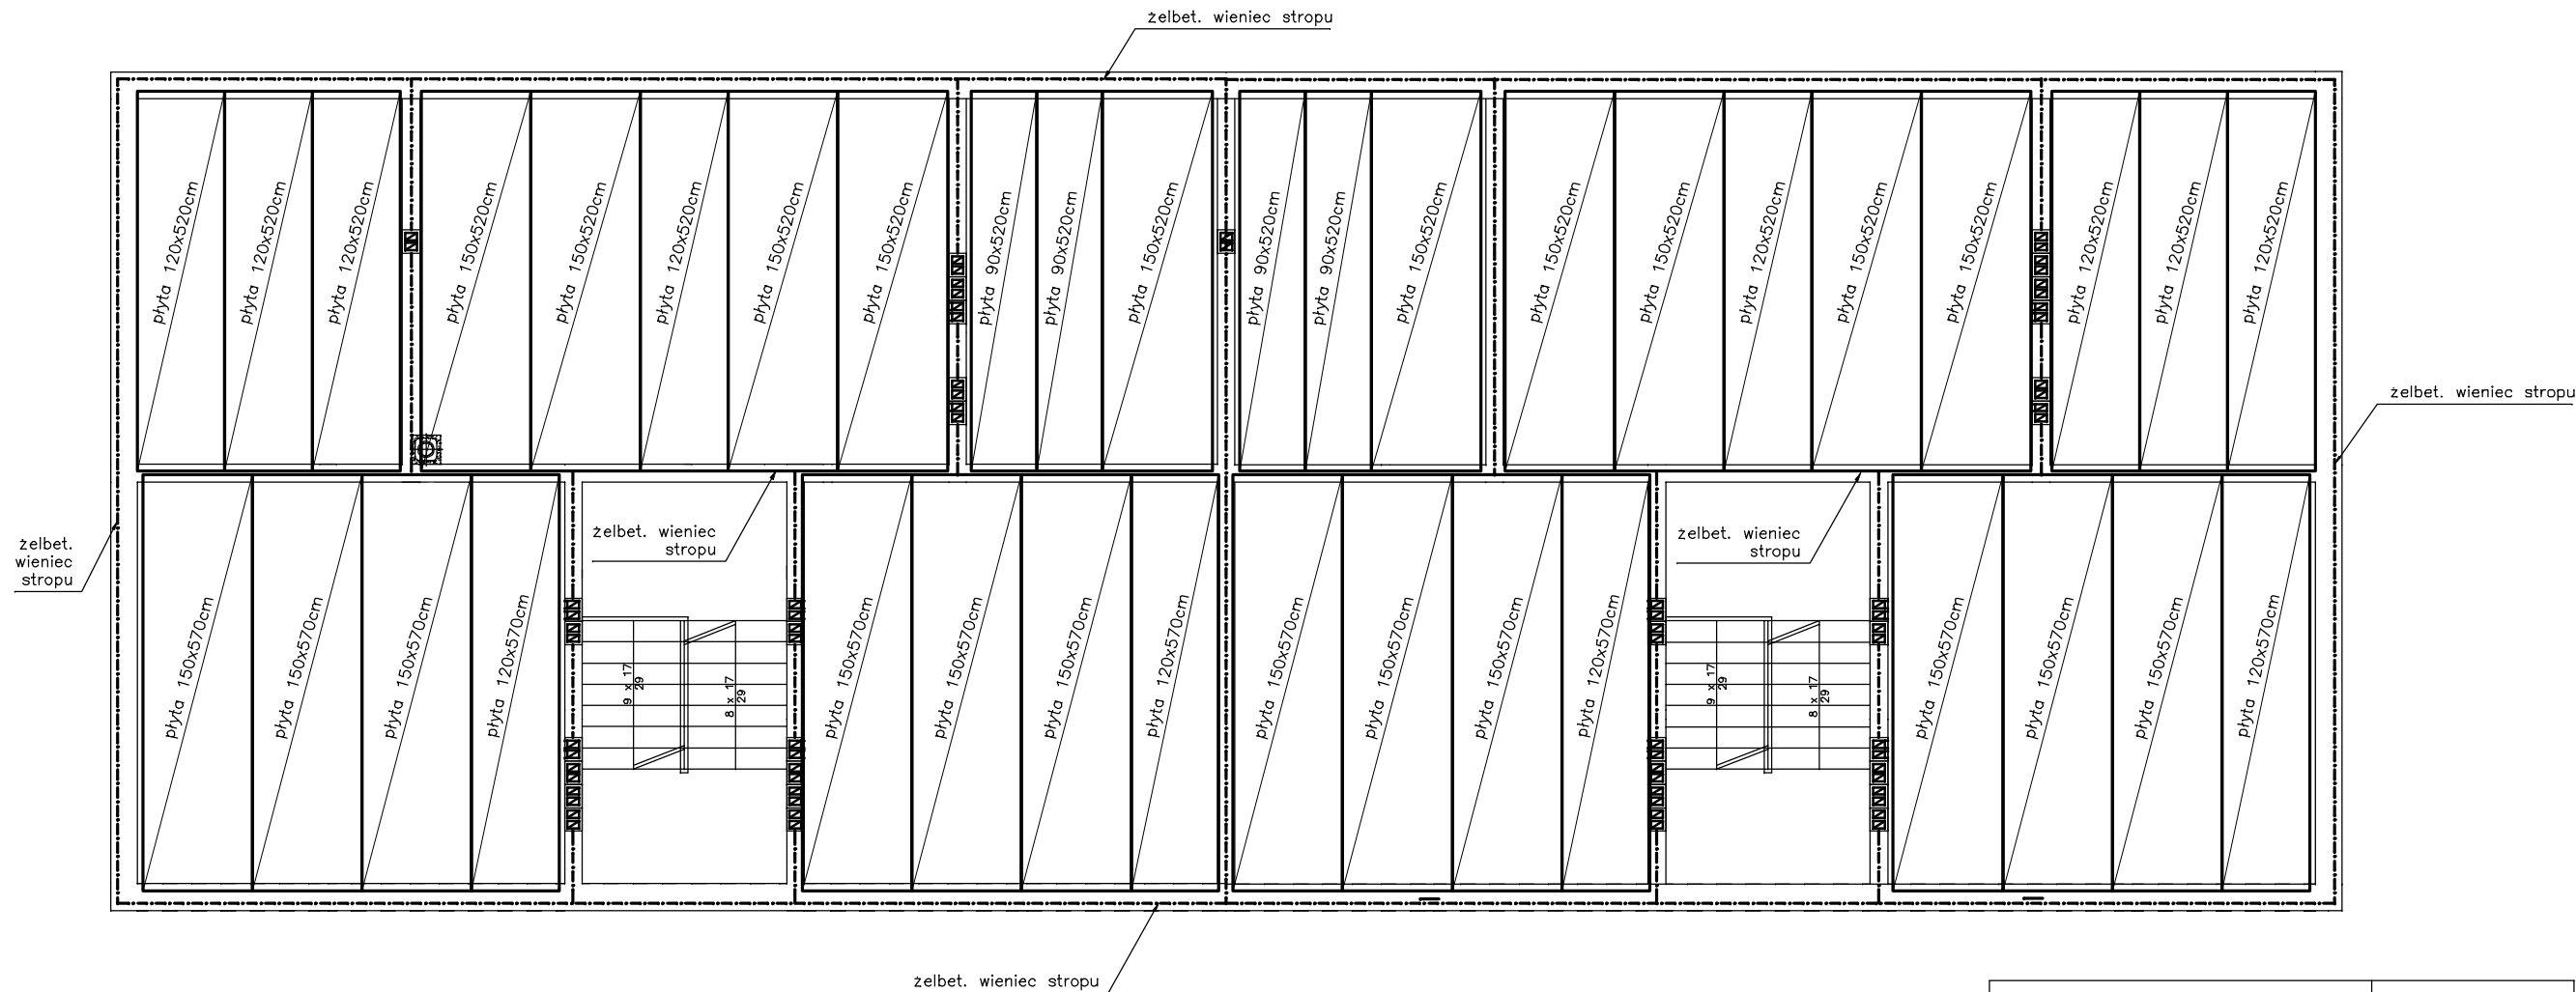 żelbet. wieniec stropu
płyta 120x520cm
płyta 120x520cm
płyta 120x520cm
płyta 150x520cm
płyta 150x520cm
płyta 120x520cm
płyta 150x520cm
płyta 150x520cm
płyta 90x520cm
płyta 90x520cm
płyta 150x520cm
płyta 90x520cm
płyta 90x520cm
płyta 150x520cm
płyta 150x520cm
płyta 150x520cm
płyta 120x520cm
płyta 150x520cm
płyta 150x520cm
płyta 120x520cm
płyta 120x520cm
płyta 120x520cm
żelbet. wieniec stropu
żelbet.
wieniec
stropu
żelbet. wieniec
stropu
żelbet. wieniec
stropu
płyta 150x570cm
płyta 150x570cm
płyta 150x570cm
płyta 120x570cm
9 x 17
29
8 x 17
29
płyta 150x570cm
płyta 150x570cm
płyta 150x570cm
płyta 120x570cm
płyta 150x570cm
płyta 150x570cm
płyta 150x570cm
płyta 120x570cm
9 x 17
29
8 x 17
29
płyta 150x570cm
płyta 150x570cm
płyta 150x570cm
płyta 120x570cm
żelbet. wieniec stropu